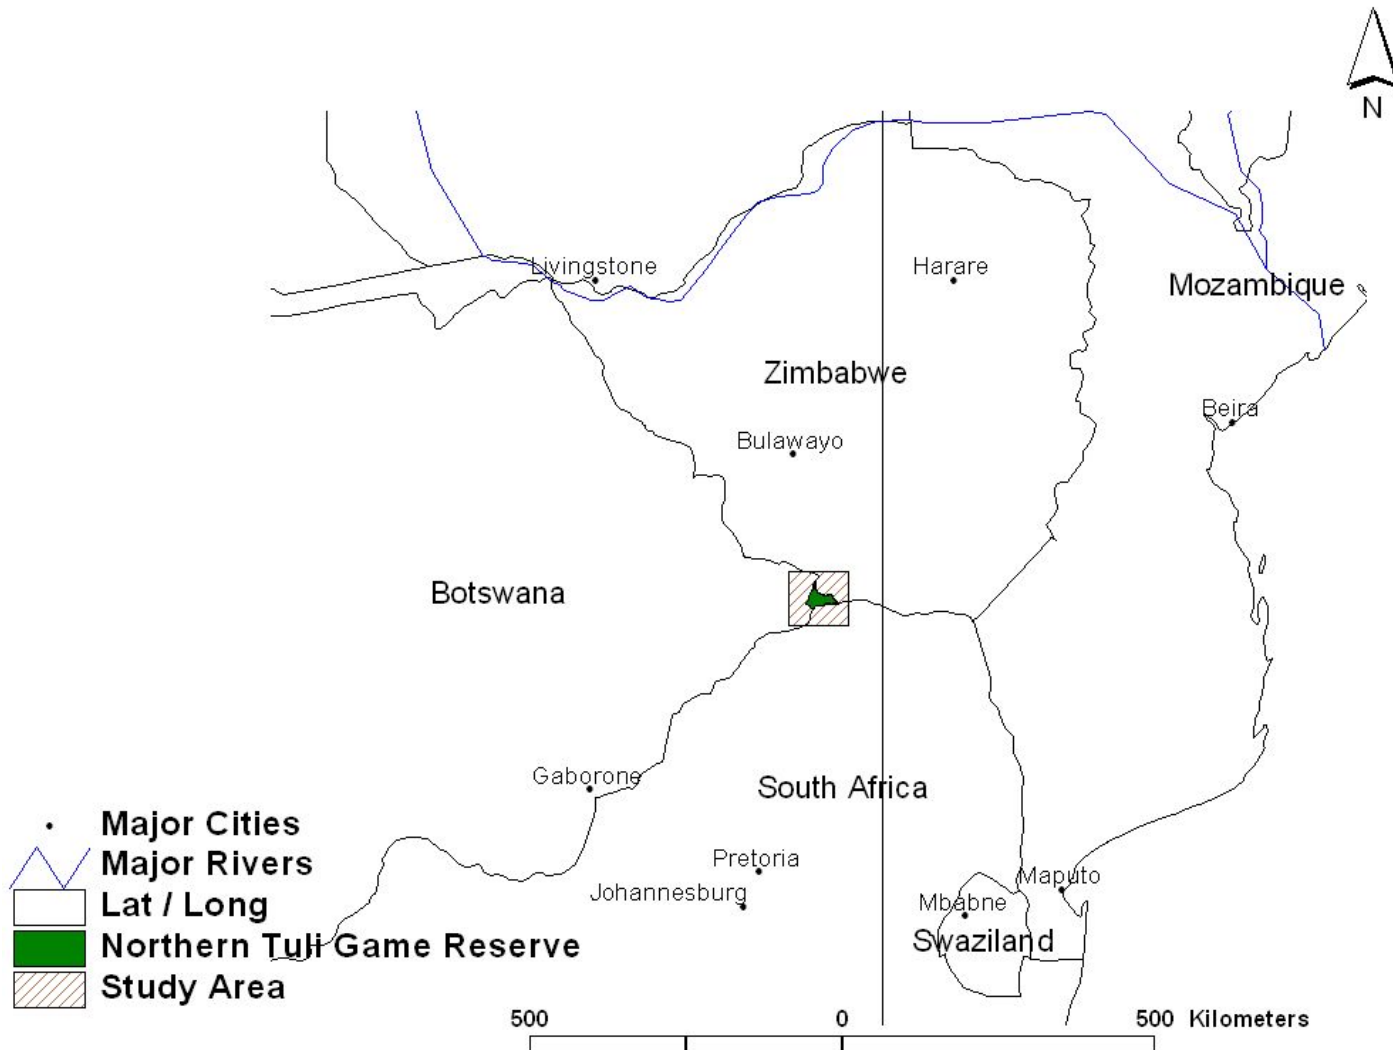 N
Livingstone
Harare
Mozambique
Zimbabwe
Beira
Bulawayo
Botswana
Gaborone
South Africa
Major Cities
Major Rivers
Pretoria
Maputo
Johannesburg
Mbabne
Lat / Long
Swaziland
Northern Tuli Game Reserve
Study Area
500 0 500 Kilometers